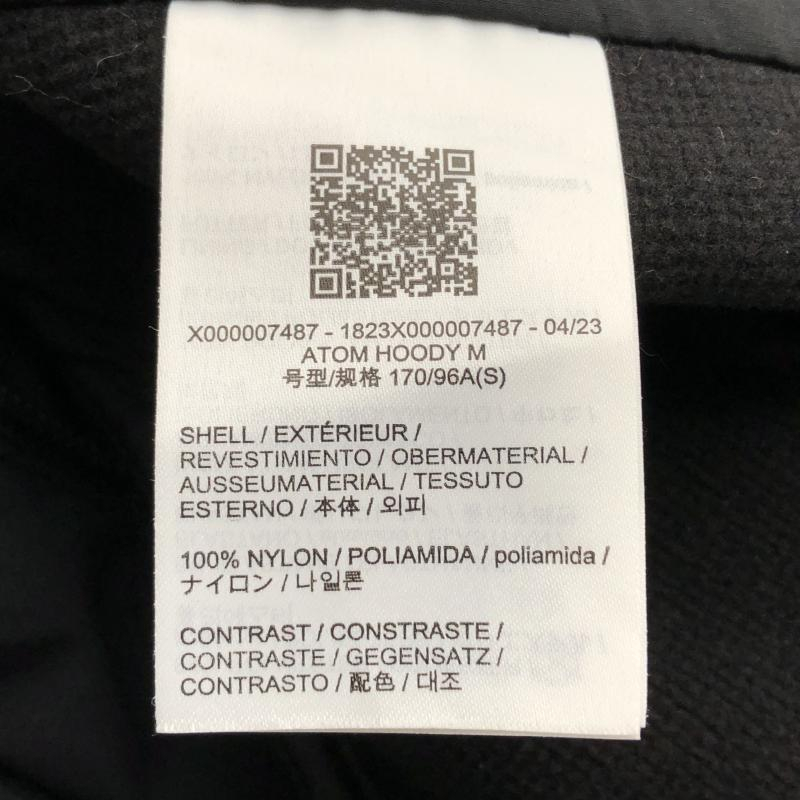 X000007487 - 1823X000007487 - 04/23
ATOM HOODY M
号型/规格 170/96A(S)
SHELL / EXTÉRIEUR /
REVESTIMIENTO / OBERMATERIAL /
AUSSEUMATERIAL / TESSUTO
ESTERNO / 本体 / 외피
100% NYLON / POLIAMIDA / poliamida /
ナイロン / 나일론
CONTRAST / CONSTRASTE /
CONTRASTE / GEGENSATZ /
CONTRASTO / 配色 / 대조